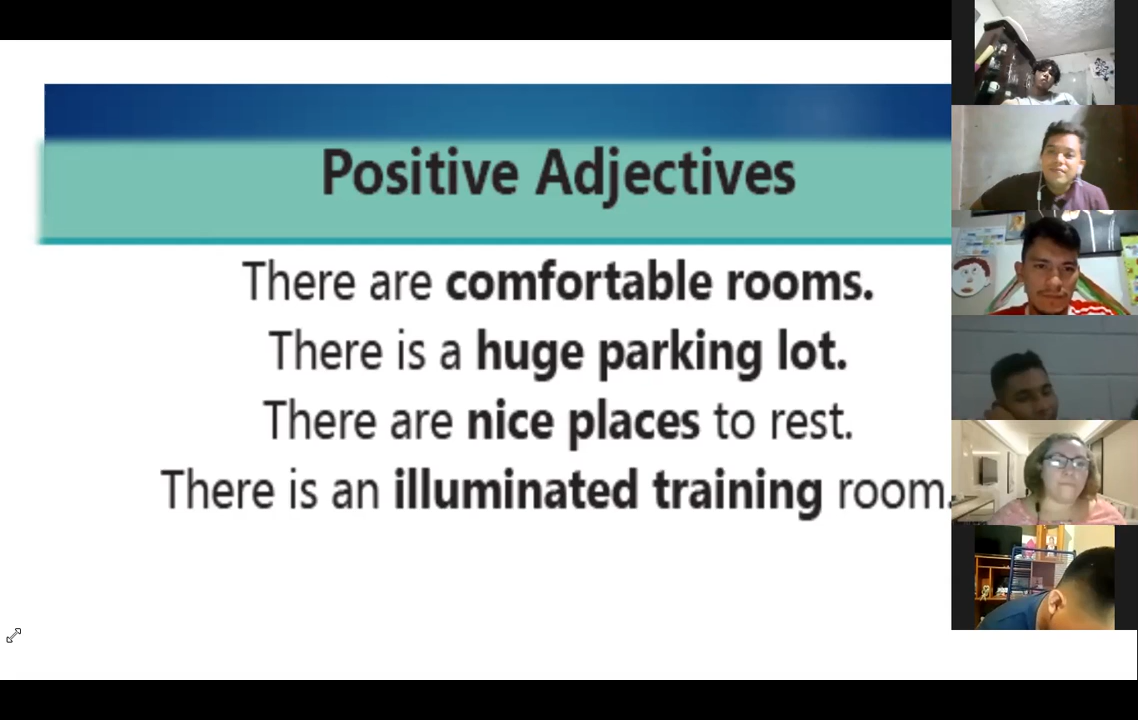 Positive Adjectives
There are comfortable rooms.
There is a huge parking lot.
There are nice places to rest.
There is an illuminated training room.